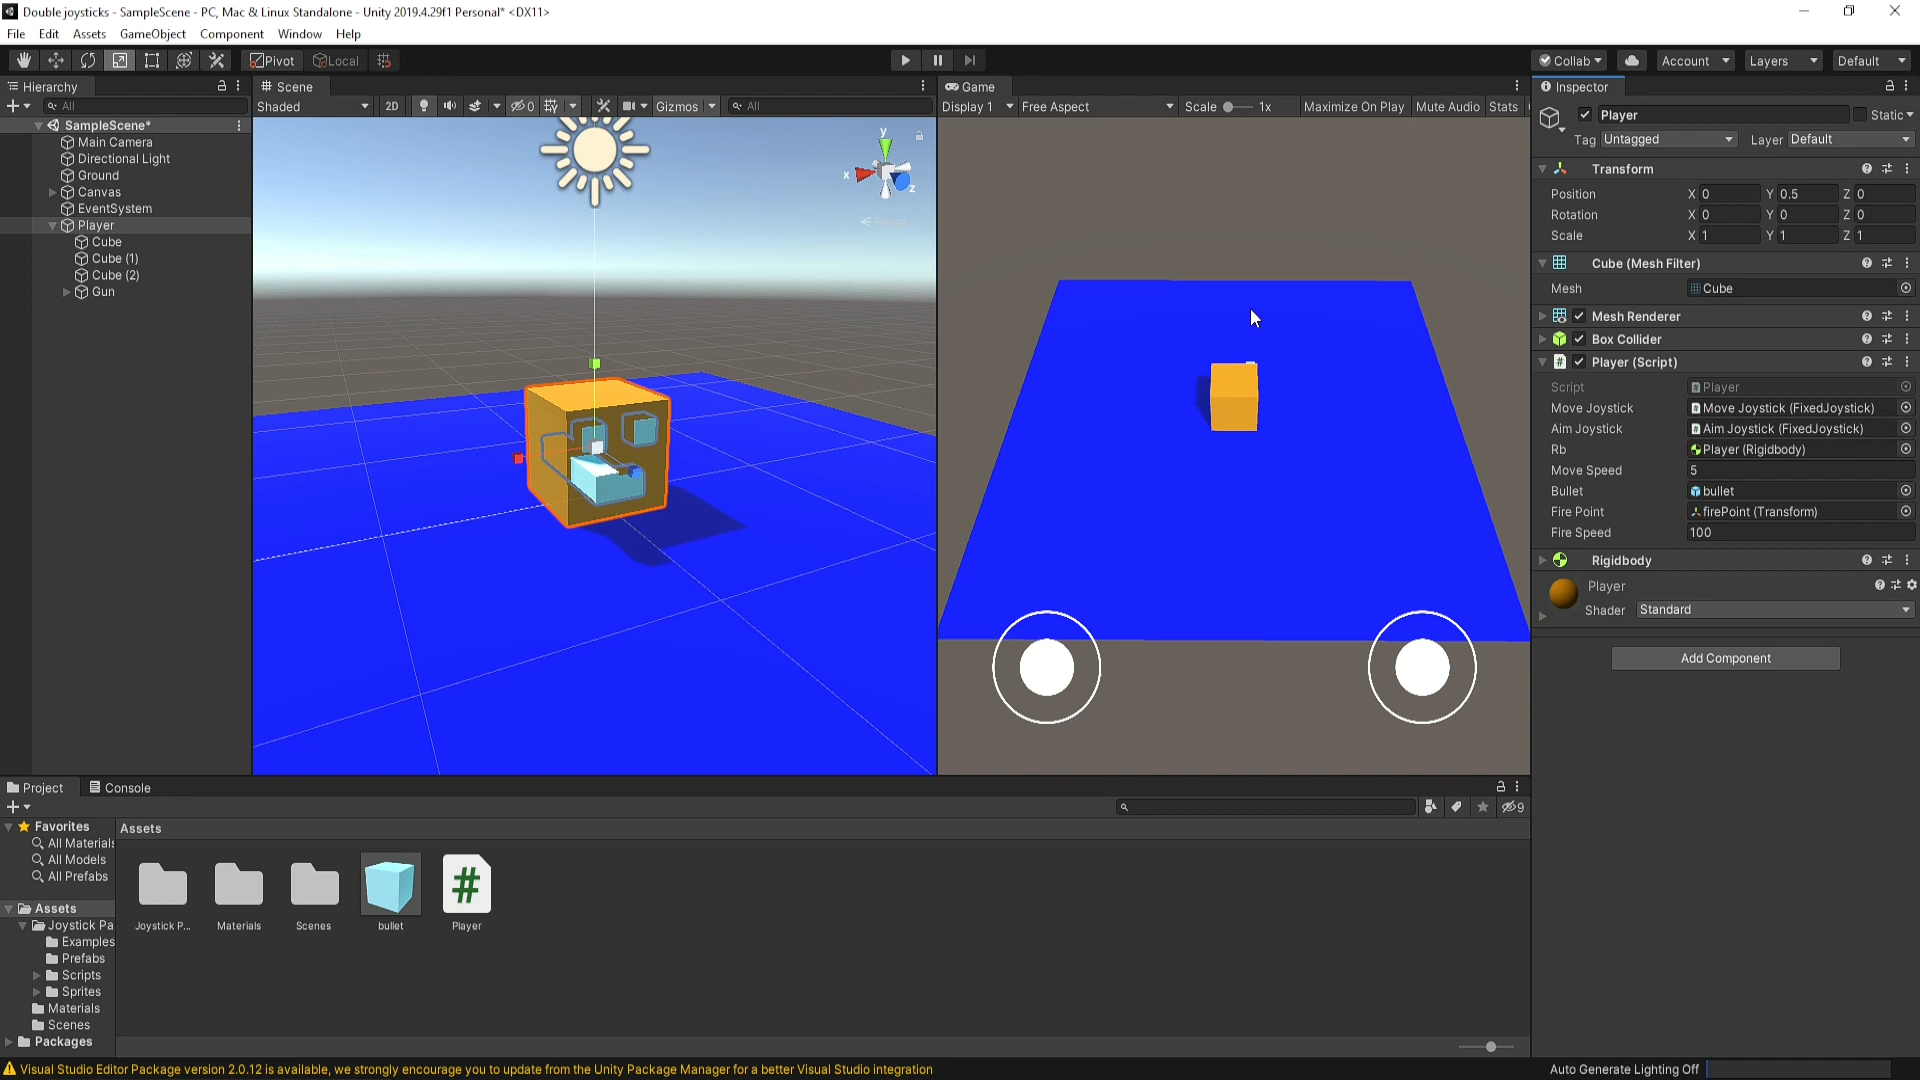 Double joysticks - SampleScene - PC, Mac & Linux Standalone - Unity 2019.4.29f1 Personal* <DX11>
File Edit Assets GameObject Component Window Help
Pivot Local Collab Account Layers Default
Hierarchy
All
SampleScene*
Main Camera
Directional Light
Ground
Canvas
EventSystem
Player
Cube
Cube (1)
Cube (2)
Gun
Scene
Shaded 2D 0 Gizmos All
y
x
z
Persp
Game
Display 1 Free Aspect Scale 1x Maximize On Play Mute Audio Stats
Inspector
Player Static
Tag Untagged Layer Default
Transform
Position X 0 Y 0.5 Z 0
Rotation X 0 Y 0 Z 0
Scale X 1 Y 1 Z 1
Cube (Mesh Filter)
Mesh Cube
Mesh Renderer
Box Collider
# Player (Script)
Script Player
Move Joystick Move Joystick (FixedJoystick)
Aim Joystick Aim Joystick (FixedJoystick)
Rb Player (Rigidbody)
Move Speed 5
Bullet bullet
Fire Point firePoint (Transform)
Fire Speed 100
Rigidbody
Player
Shader Standard
Add Component
Project Console
9
Favorites
All Materials
All Models
All Prefabs
Assets
Joystick Pa
Examples
Prefabs
Scripts
Sprites
Materials
Scenes
Packages
Assets
#
Joystick P... Materials Scenes bullet Player
Visual Studio Editor Package version 2.0.12 is available, we strongly encourage you to update from the Unity Package Manager for a better Visual Studio integration
Auto Generate Lighting Off